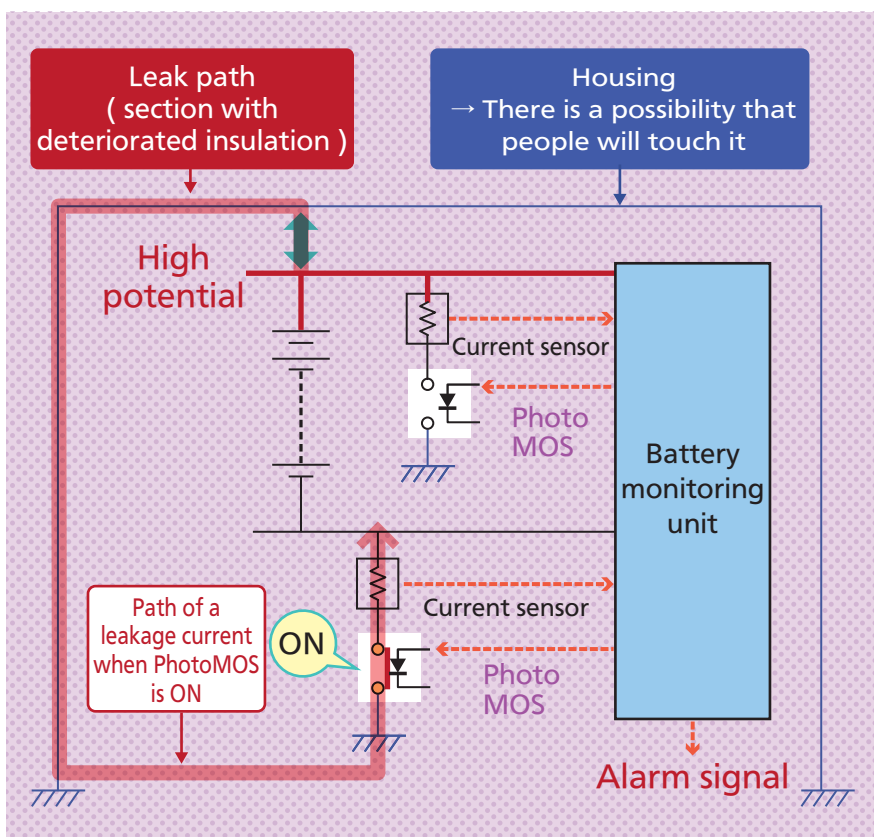 Leak path
( section with
deteriorated insulation )
Housing
→ There is a possibility that
people will touch it
High
potential
Current sensor
Photo
MOS
Battery
monitoring
unit
Path of a
leakage current
when PhotoMOS
is ON
ON
Current sensor
Photo
MOS
Alarm signal